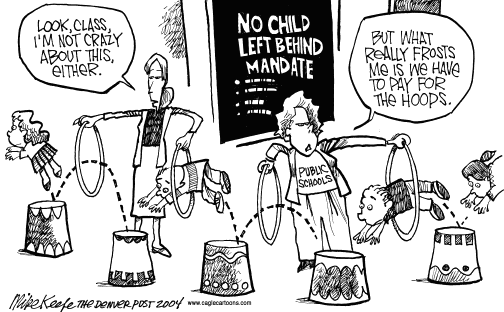 LOOK, CLASS,
I'M NOT CRAZY
ABOUT THIS,
EITHER.
NO CHILD
LEFT BEHIND
MANDATE
BUT WHAT
REALLY FROSTS
ME IS WE HAVE
TO PAY FOR
THE HOOPS.
PUBLIC
SCHOOLS
Mike Keefe THE DENVER POST 2004
www.caglecartoons.com